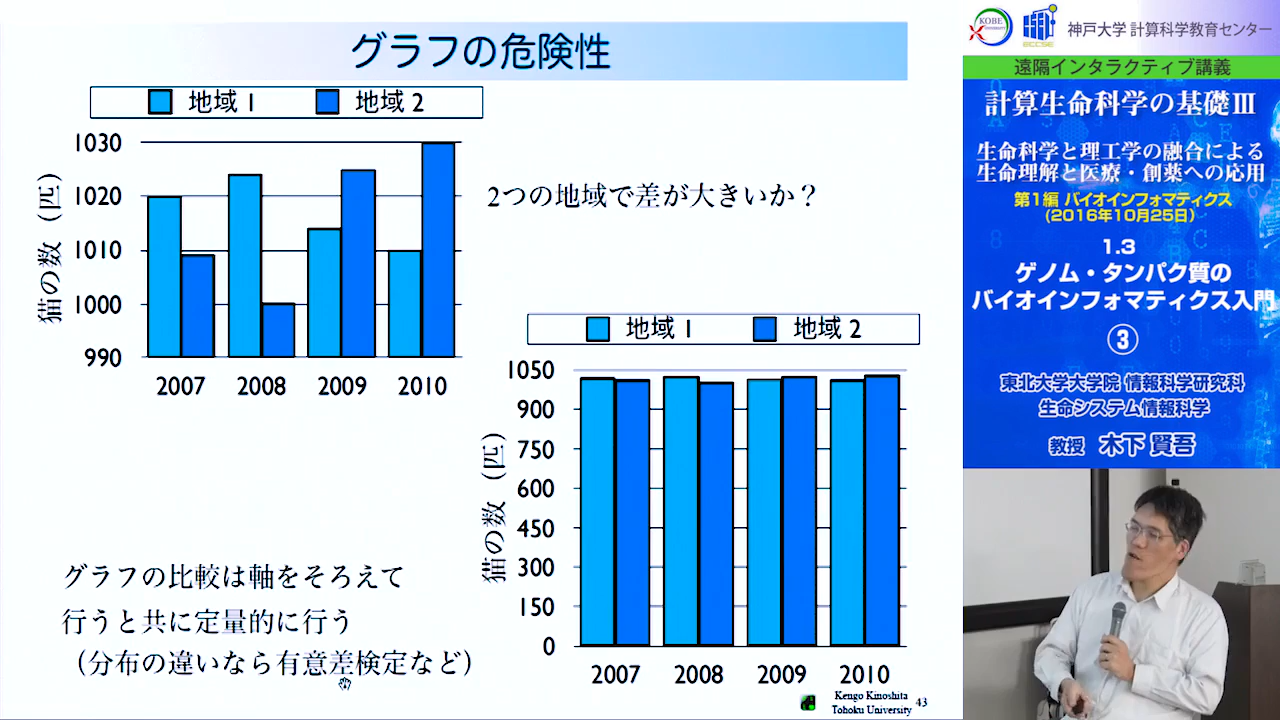 グラフの危険性
地域 1 地域 2
1030
1020
1010
1000
990
猫の数 (匹)
2007 2008 2009 2010
2つの地域で差が大きいか？
地域 1 地域 2
1050
900
750
600
450
300
150
0
猫の数 (匹)
2007 2008 2009 2010
グラフの比較は軸をそろえて
行うと共に定量的に行う
（分布の違いなら有意差検定など）
Kengo Kinoshita
Tohoku University 43
KOBE
ECCSE
神戸大学 計算科学教育センター
遠隔インタラクティブ講義
計算生命科学の基礎Ⅲ
生命科学と理工学の融合による
生命理解と医療・創薬への応用
第1編 バイオインフォマティクス
(2016年10月25日)
1.3
ゲノム・タンパク質の
バイオインフォマティクス入門
③
東北大学大学院 情報科学研究科
生命システム情報科学
教授 木下 賢吾